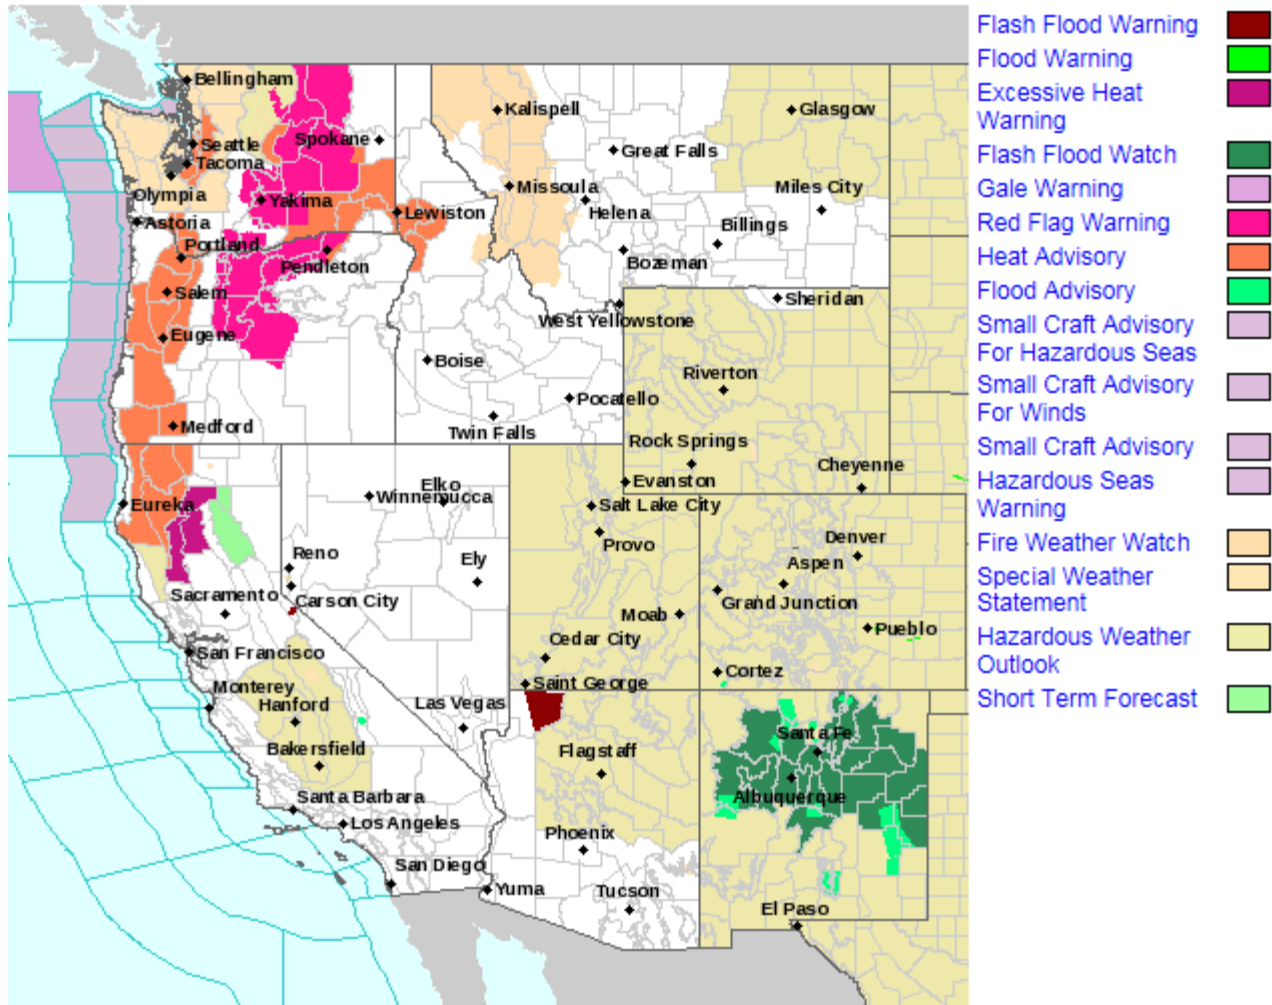 Bellingham
Seattle
Tacoma
Olympia
Astoria
Spokane
Yakima
Portland
Pendleton
Lewiston
Salem
Eugene
Medford
Kalispell
Missoula
Great Falls
Helena
Glasgow
Miles City
Billings
Bozeman
West Yellowstone
Sheridan
Boise
Pocatello
Twin Falls
Riverton
Rock Springs
Evanston
Cheyenne
Eureka
Elko
Winnemucca
Reno
Ely
Carson City
Sacramento
San Francisco
Monterey
Hanford
Bakersfield
Las Vegas
Santa Barbara
Los Angeles
San Diego
Salt Lake City
Provo
Moab
Cedar City
Saint George
Denver
Aspen
Grand Junction
Pueblo
Cortez
Flagstaff
Phoenix
Yuma
Tucson
Santa Fe
Albuquerque
El Paso
Flash Flood Warning
Flood Warning
Excessive Heat
Warning
Flash Flood Watch
Gale Warning
Red Flag Warning
Heat Advisory
Flood Advisory
Small Craft Advisory
For Hazardous Seas
Small Craft Advisory
For Winds
Small Craft Advisory
Hazardous Seas
Warning
Fire Weather Watch
Special Weather
Statement
Hazardous Weather
Outlook
Short Term Forecast